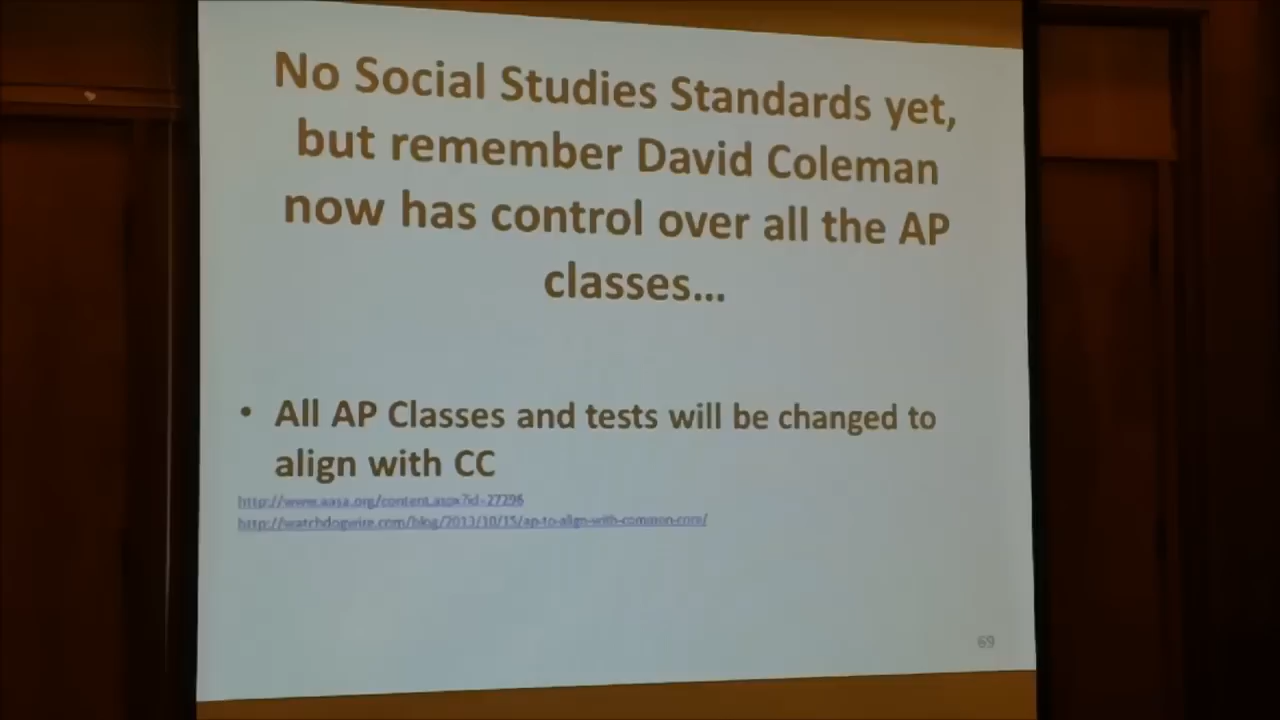 No Social Studies Standards yet,
but remember David Coleman
now has control over all the AP
classes...
• All AP Classes and tests will be changed to
align with CC
http://www.aasa.org/content.aspx?id=27296
http://watchdogwire.com/blog/2013/10/15/ap-to-align-with-common-core/
69